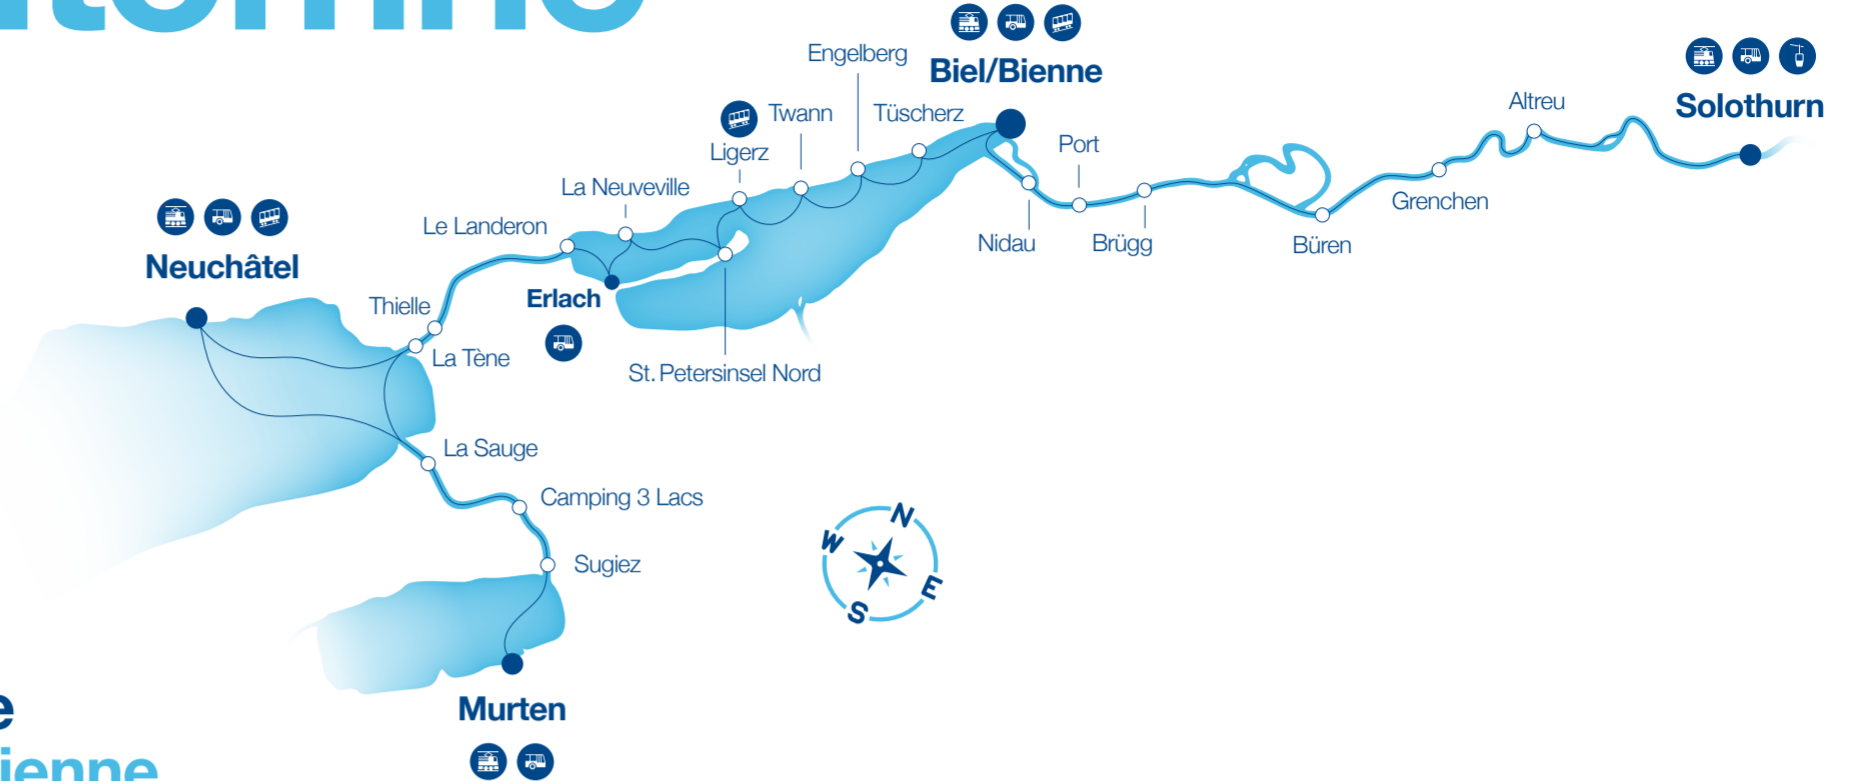 Engelberg
Biel/Bienne
Solothurn
Altreu
Twann
Tüscherz
Port
Ligerz
La Neuveville
Le Landeron
Grenchen
Nidau
Brügg
Büren
Neuchâtel
Erlach
Thielle
La Tène
St. Petersinsel Nord
La Sauge
Camping 3 Lacs
Sugiez
N
W
E
S
Murten
ienne